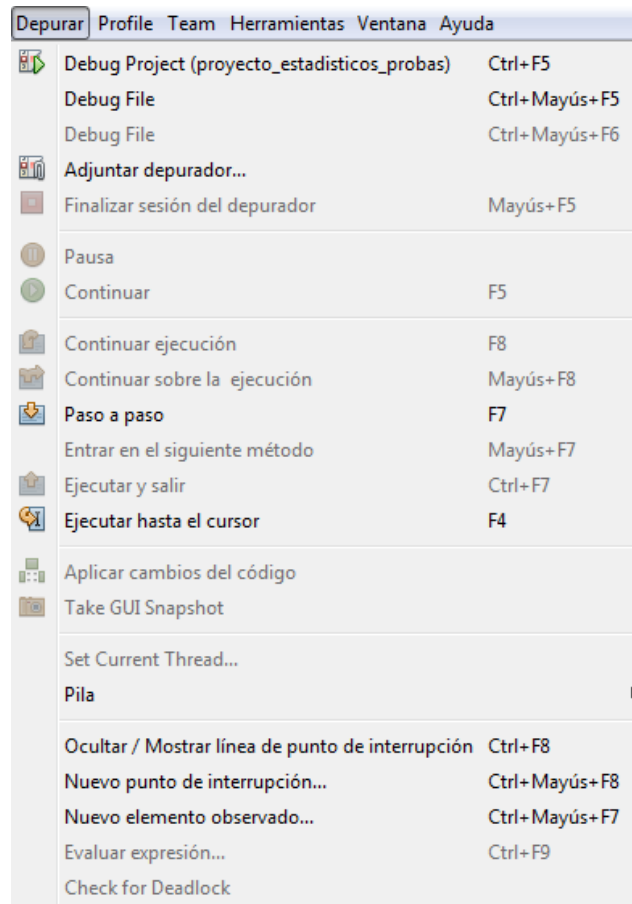 Depurar Profile Team Herramientas Ventana Ayuda
Debug Project (proyecto_estadisticos_probas) Ctrl+F5
Debug File Ctrl+Mayús+F5
Debug File Ctrl+Mayús+F6
Adjuntar depurador...
Finalizar sesión del depurador Mayús+F5
Pausa
Continuar F5
Continuar ejecución F8
Continuar sobre la ejecución Mayús+F8
Paso a paso F7
Entrar en el siguiente método Mayús+F7
Ejecutar y salir Ctrl+F7
Ejecutar hasta el cursor F4
Aplicar cambios del código
Take GUI Snapshot
Set Current Thread...
Pila
Ocultar / Mostrar línea de punto de interrupción Ctrl+F8
Nuevo punto de interrupción... Ctrl+Mayús+F8
Nuevo elemento observado... Ctrl+Mayús+F7
Evaluar expresión... Ctrl+F9
Check for Deadlock